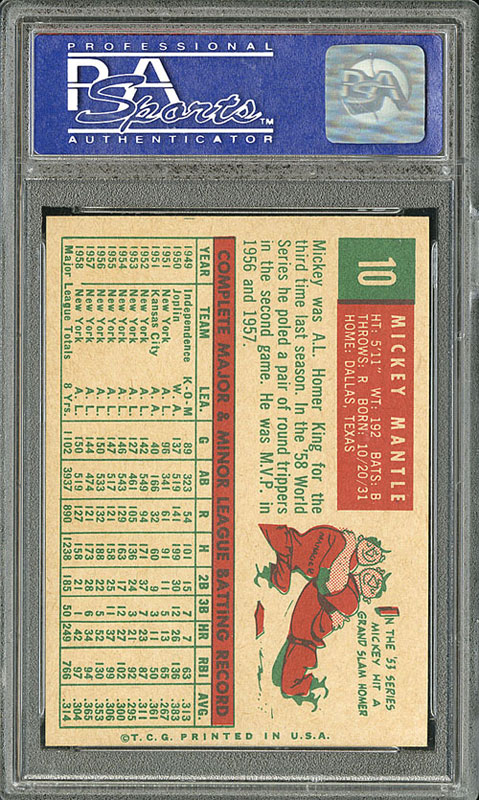 PROFESSIONAL
PSA
Sports™
AUTHENTICATOR
PSA
10
MICKEY MANTLE
HT: 5'11" WT: 192 BATS: B
THROWS: R BORN: 10/20/31
HOME: DALLAS, TEXAS
Mickey was A.L. Homer King for the
third time last season. In the '58 World
Series he poled a pair of round trippers
in the second game. He was M.V.P. in
1956 and 1957.
IN THE '53 SERIES
MICKEY HIT A
GRAND SLAM HOMER
COMPLETE MAJOR & MINOR LEAGUE BATTING RECORD
YEAR TEAM LEA. G AB R H 2B 3B HR RBI AVG.
1949 Independence K-O-M 89 323 54 101 15 7 7 63 .313
1950 Joplin W.A. 137 519 141 199 30 12 26 136 .383
1951 Kansas City A.A. 40 166 32 60 9 3 11 50 .361
1951 New York A.L. 96 341 61 91 11 5 13 65 .267
1952 New York A.L. 142 549 94 171 37 7 23 87 .311
1953 New York A.L. 127 461 105 136 24 3 21 92 .295
1954 New York A.L. 146 543 129 163 17 12 27 102 .300
1955 New York A.L. 147 517 121 158 25 11 37 99 .306
1956 New York A.L. 150 533 132 188 22 5 52 130 .353
1957 New York A.L. 144 474 121 173 28 6 34 94 .365
1958 New York A.L. 150 519 127 158 21 1 42 97 .304
Major League Totals 8 Yrs. 1102 3937 890 1238 185 50 249 766 .314
©T.C.G. PRINTED IN U.S.A.